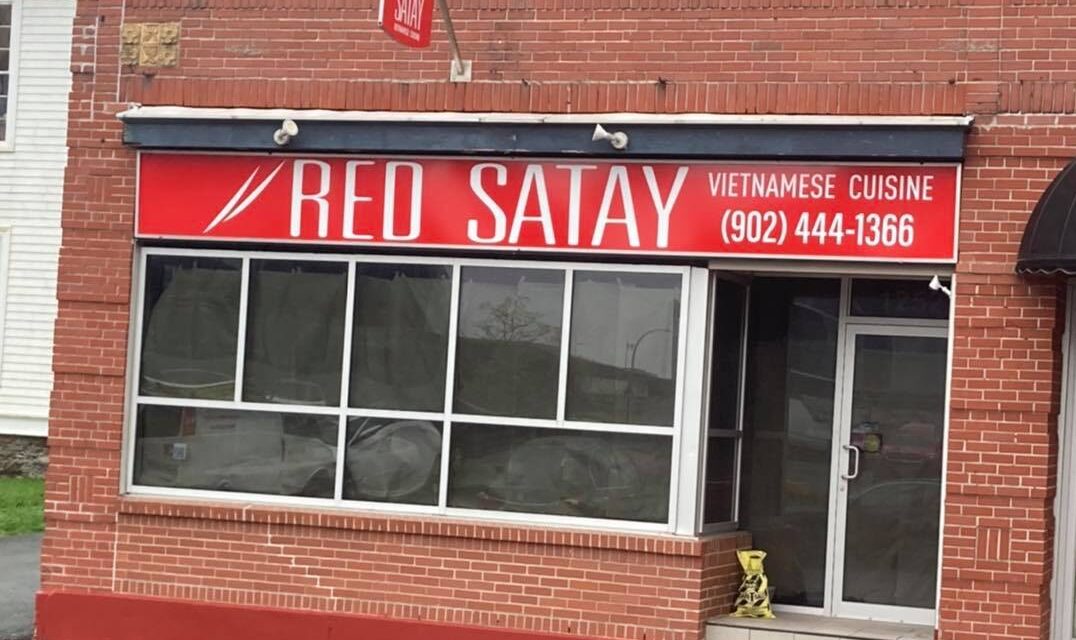 SATAY
RED SATAY
VIETNAMESE CUISINE
(902) 444-1366